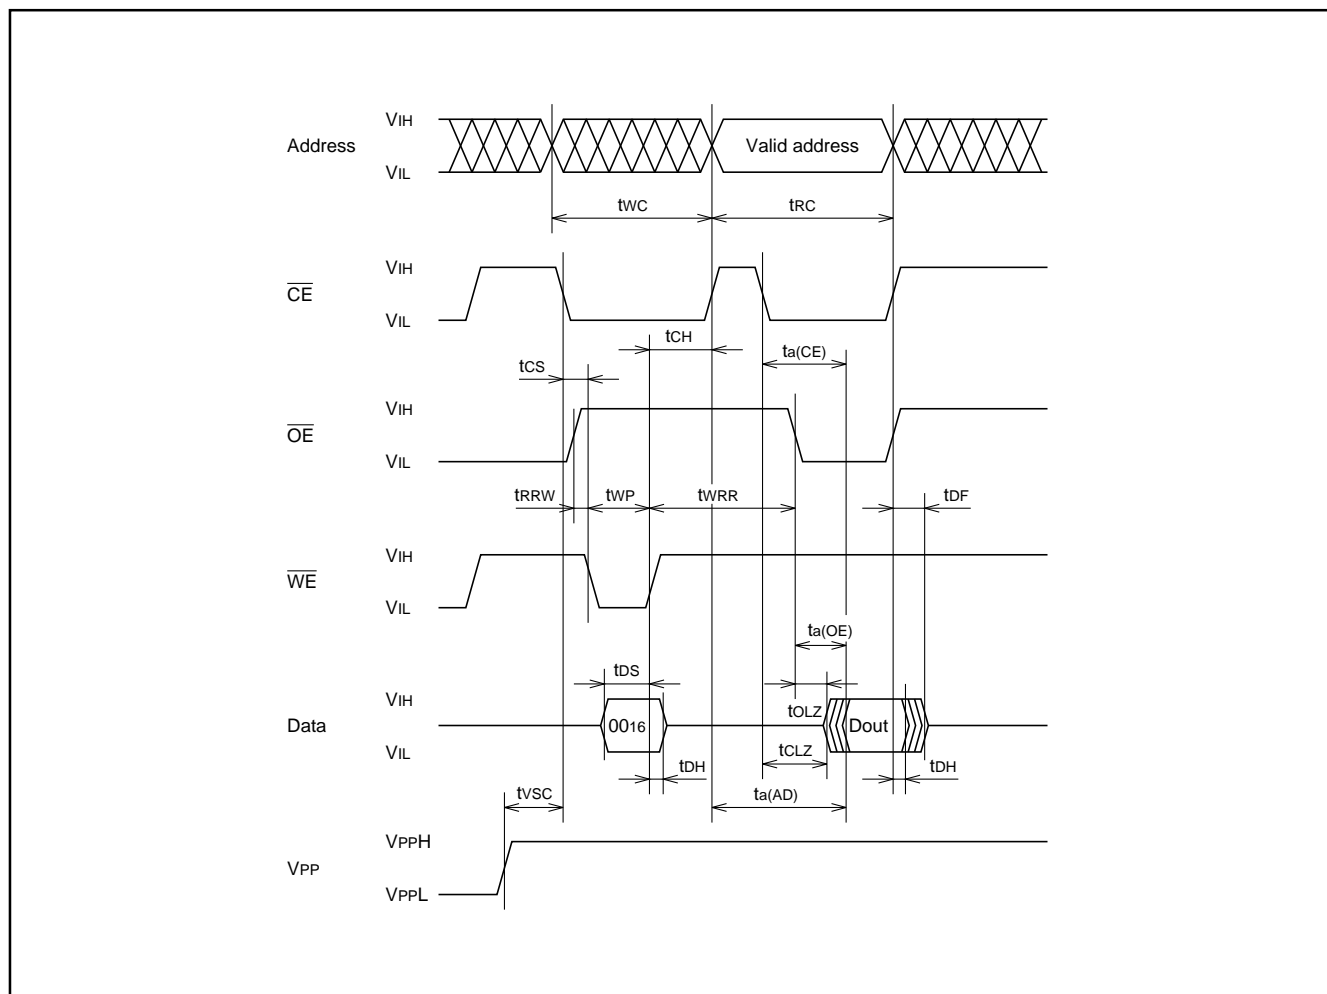 VIH
Address
Valid address
VIL
tWC
tRC
VIH
CE
VIL
tCH
ta(CE)
tCS
VIH
OE
VIL
tRRW
tWP
tWRR
tDF
VIH
WE
VIL
ta(OE)
tDS
VIH
tOLZ
Data
0016
Dout
VIL
tCLZ
tDH
tDH
tVSC
ta(AD)
VPPH
VPP
VPPL